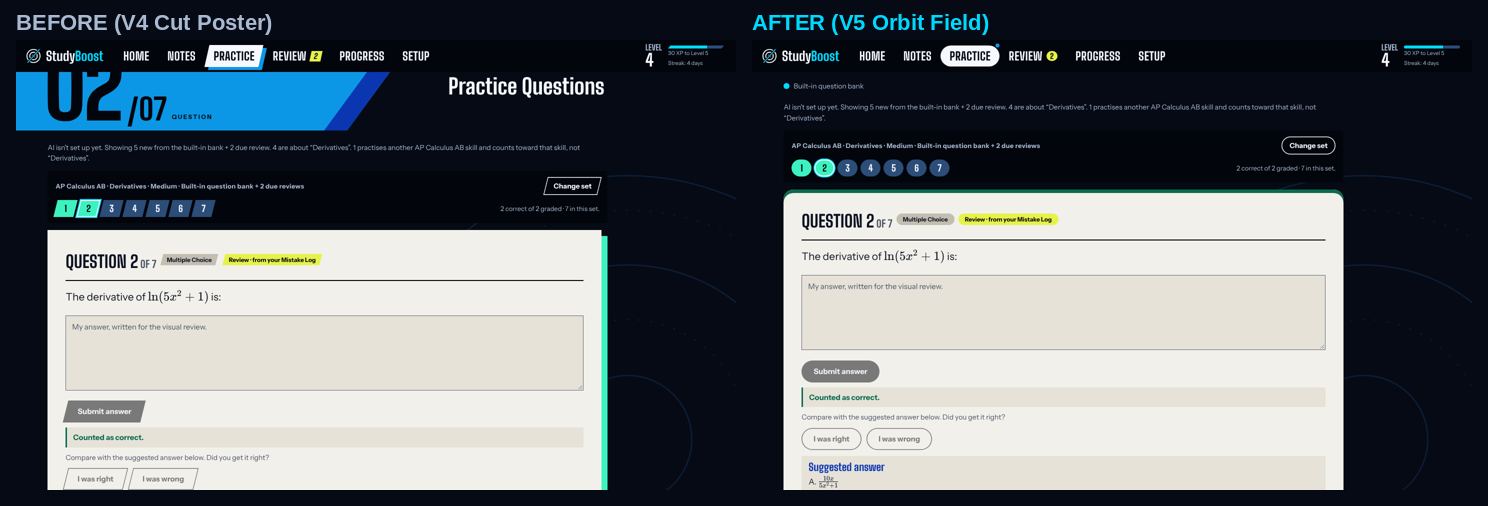 BEFORE (V4 Cut Poster)
StudyBoost HOME NOTES PRACTICE REVIEW 2 PROGRESS SETUP LEVEL 4 30 XP to Level 5 Streak: 4 days
02/07 QUESTION Practice Questions
AI isn't set up yet. Showing 5 new from the built-in bank + 2 due review. 4 are about “Derivatives”. 1 practises another AP Calculus AB skill and counts toward that skill, not
“Derivatives”.
AP Calculus AB · Derivatives · Medium · Built-in question bank + 2 due reviews Change set
1 2 3 4 5 6 7 2 correct of 2 graded · 7 in this set.
QUESTION 2 OF 7 Multiple Choice Review · from your Mistake Log
The derivative of ln(5x² + 1) is:
My answer, written for the visual review.
Submit answer
Counted as correct.
Compare with the suggested answer below. Did you get it right?
I was right I was wrong
AFTER (V5 Orbit Field)
StudyBoost HOME NOTES PRACTICE REVIEW 2 PROGRESS SETUP LEVEL 4 30 XP to Level 5 Streak: 4 days
Built-in question bank
AI isn't set up yet. Showing 5 new from the built-in bank + 2 due review. 4 are about “Derivatives”. 1 practises another AP Calculus AB skill and counts toward that skill, not
“Derivatives”.
AP Calculus AB · Derivatives · Medium · Built-in question bank + 2 due reviews Change set
1 2 3 4 5 6 7 2 correct of 2 graded · 7 in this set.
QUESTION 2 OF 7 Multiple Choice Review · from your Mistake Log
The derivative of ln(5x² + 1) is:
My answer, written for the visual review.
Submit answer
Counted as correct.
Compare with the suggested answer below. Did you get it right?
I was right I was wrong
Suggested answer
A. 10x/5x²+1